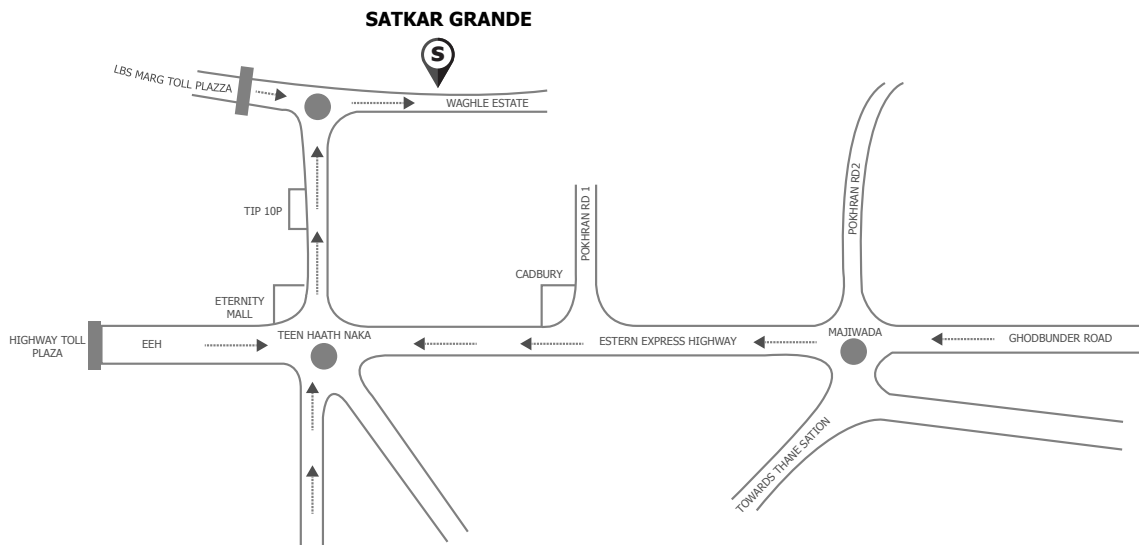 SATKAR GRANDE
S
LBS MARG TOLL PLAZZA
WAGHLE ESTATE
TIP 10P
POKHRAN RD 1
POKHRAN RD2
CADBURY
ETERNITY
MALL
HIGHWAY TOLL
PLAZA
EEH
TEEN HAATH NAKA
ESTERN EXPRESS HIGHWAY
MAJIWADA
GHODBUNDER ROAD
TOWARDS THANE SATION